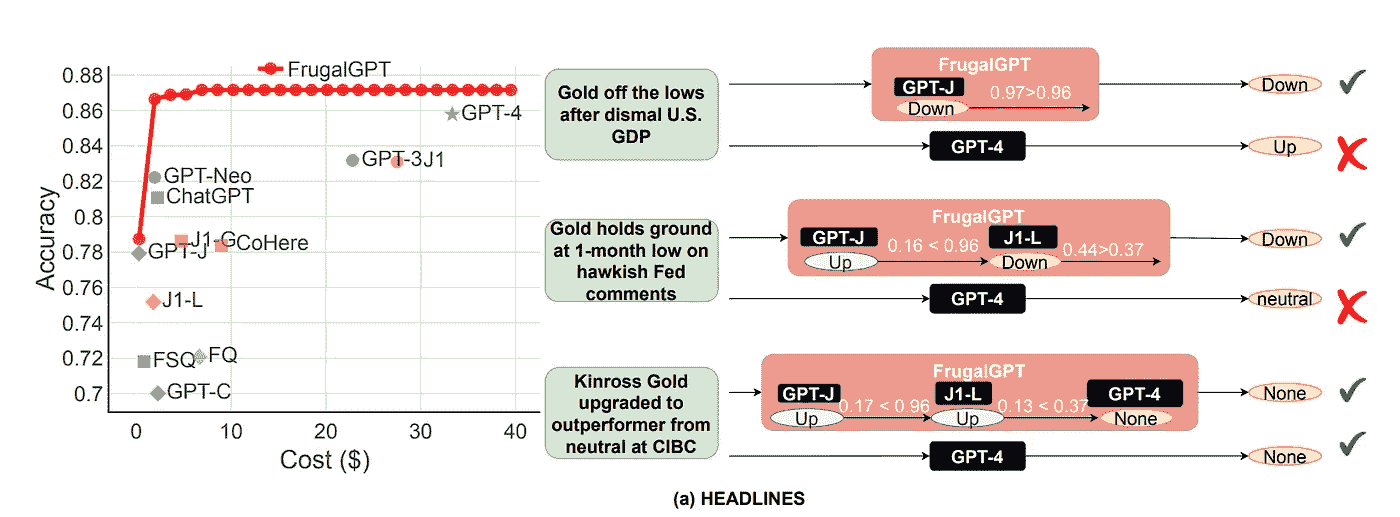 Accuracy
0.88
0.86
0.84
0.82
0.8
0.78
0.76
0.74
0.72
0.7
0
10
20
30
40
Cost ($)
FrugalGPT
GPT-4
GPT-3
J1
GPT-Neo
ChatGPT
J1-G
CoHere
GPT-J
J1-L
FSQ
FQ
GPT-C
Gold off the lows
after dismal U.S.
GDP
FrugalGPT
GPT-J
0.97>0.96
Down
Down
GPT-4
Up
Gold holds ground
at 1-month low on
hawkish Fed
comments
FrugalGPT
GPT-J
0.16 < 0.96
J1-L
0.44>0.37
Up
Down
Down
GPT-4
neutral
Kinross Gold
upgraded to
outperformer from
neutral at CIBC
FrugalGPT
GPT-J
0.17 < 0.96
J1-L
0.13 < 0.37
GPT-4
Up
Up
None
None
GPT-4
None
(a) HEADLINES